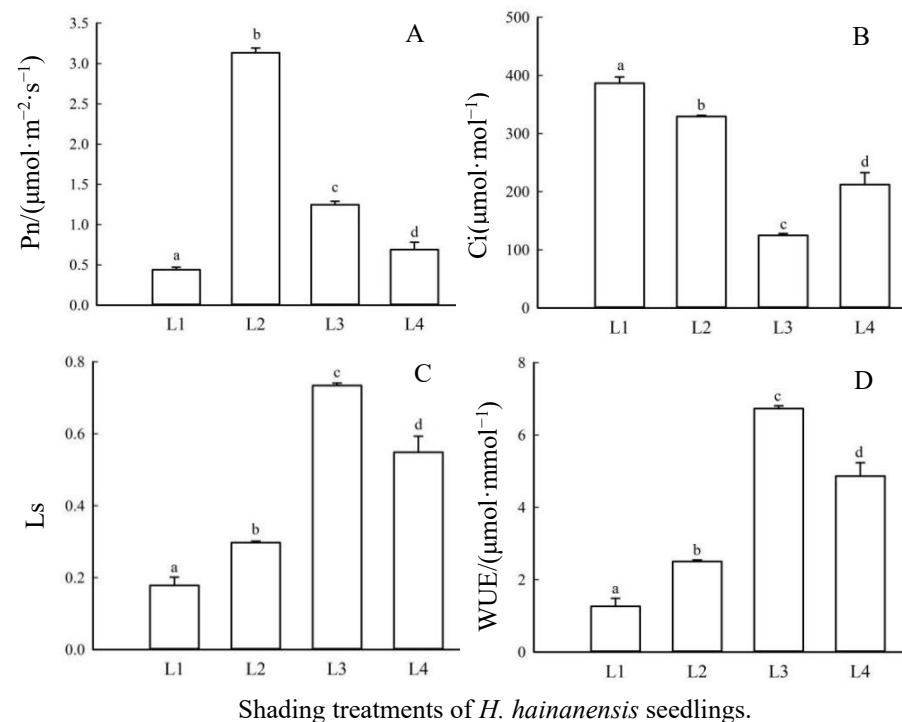 A
Pn/(μmol·m⁻²·s⁻¹)
3.5
3.0
2.5
2.0
1.5
1.0
0.5
0.0
a
b
c
d
L1 L2 L3 L4
B
Ci(μmol·mol⁻¹)
500
400
300
200
100
0
a
b
c
d
L1 L2 L3 L4
C
Ls
0.8
0.6
0.4
0.2
0.0
a
b
c
d
L1 L2 L3 L4
D
WUE/(μmol·mmol⁻¹)
8
6
4
2
0
a
b
c
d
L1 L2 L3 L4
Shading treatments of H. hainanensis seedlings.